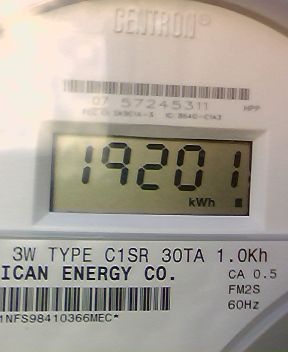 CENTRON®
07 57245311 HPP
19201
kWh
3W TYPE C1SR 30TA 1.0Kh
ICAN ENERGY CO. CA 0.5
FM2S
60Hz
1NFS98410366MEC*